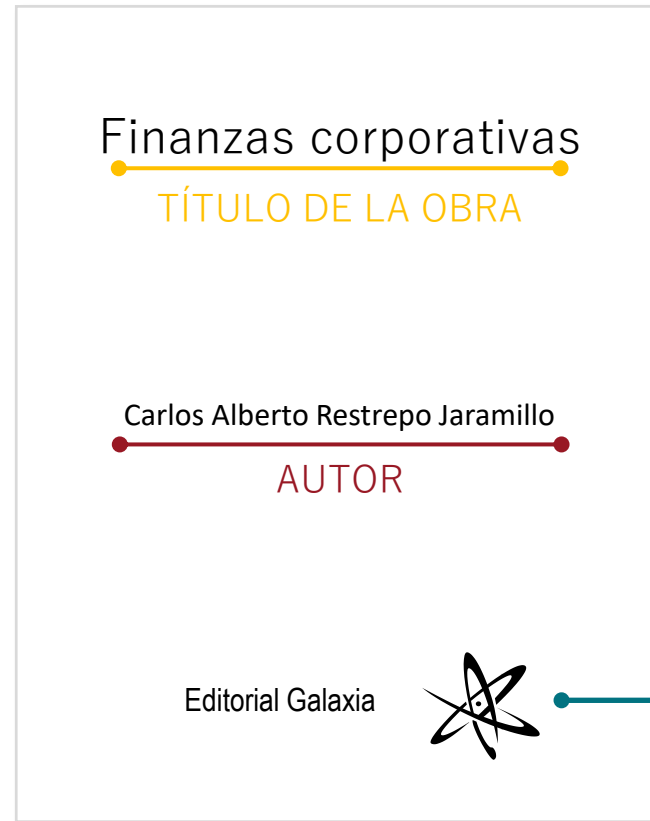 Finanzas corporativas
TÍTULO DE LA OBRA
Carlos Alberto Restrepo Jaramillo
AUTOR
Editorial Galaxia